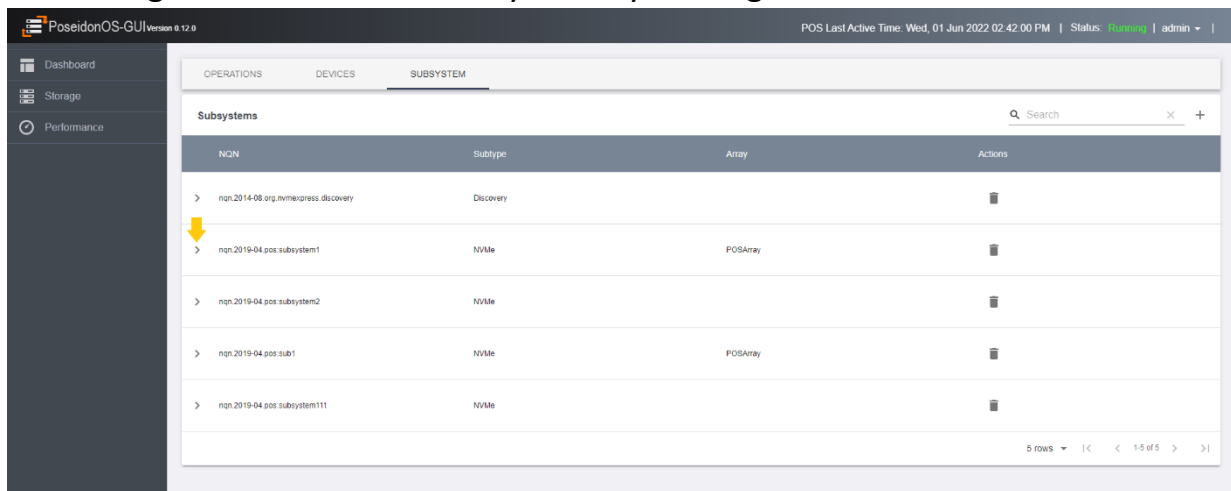 PoseidonOS-GUI Version 0.12.0
POS Last Active Time: Wed, 01 Jun 2022 02:42:00 PM | Status: Running | admin |
Dashboard
Storage
Performance
OPERATIONS DEVICES SUBSYSTEM
Subsystems
Search
NQN Subtype Array Actions
nqn.2014-08.org.nvmexpress.discovery Discovery
nqn.2019-04.pos:subsystem1 NVMe POSArray
nqn.2019-04.pos:subsystem2 NVMe
nqn.2019-04.pos:sub1 NVMe POSArray
nqn.2019-04.pos:subsystem111 NVMe
5 rows 1-5 of 5